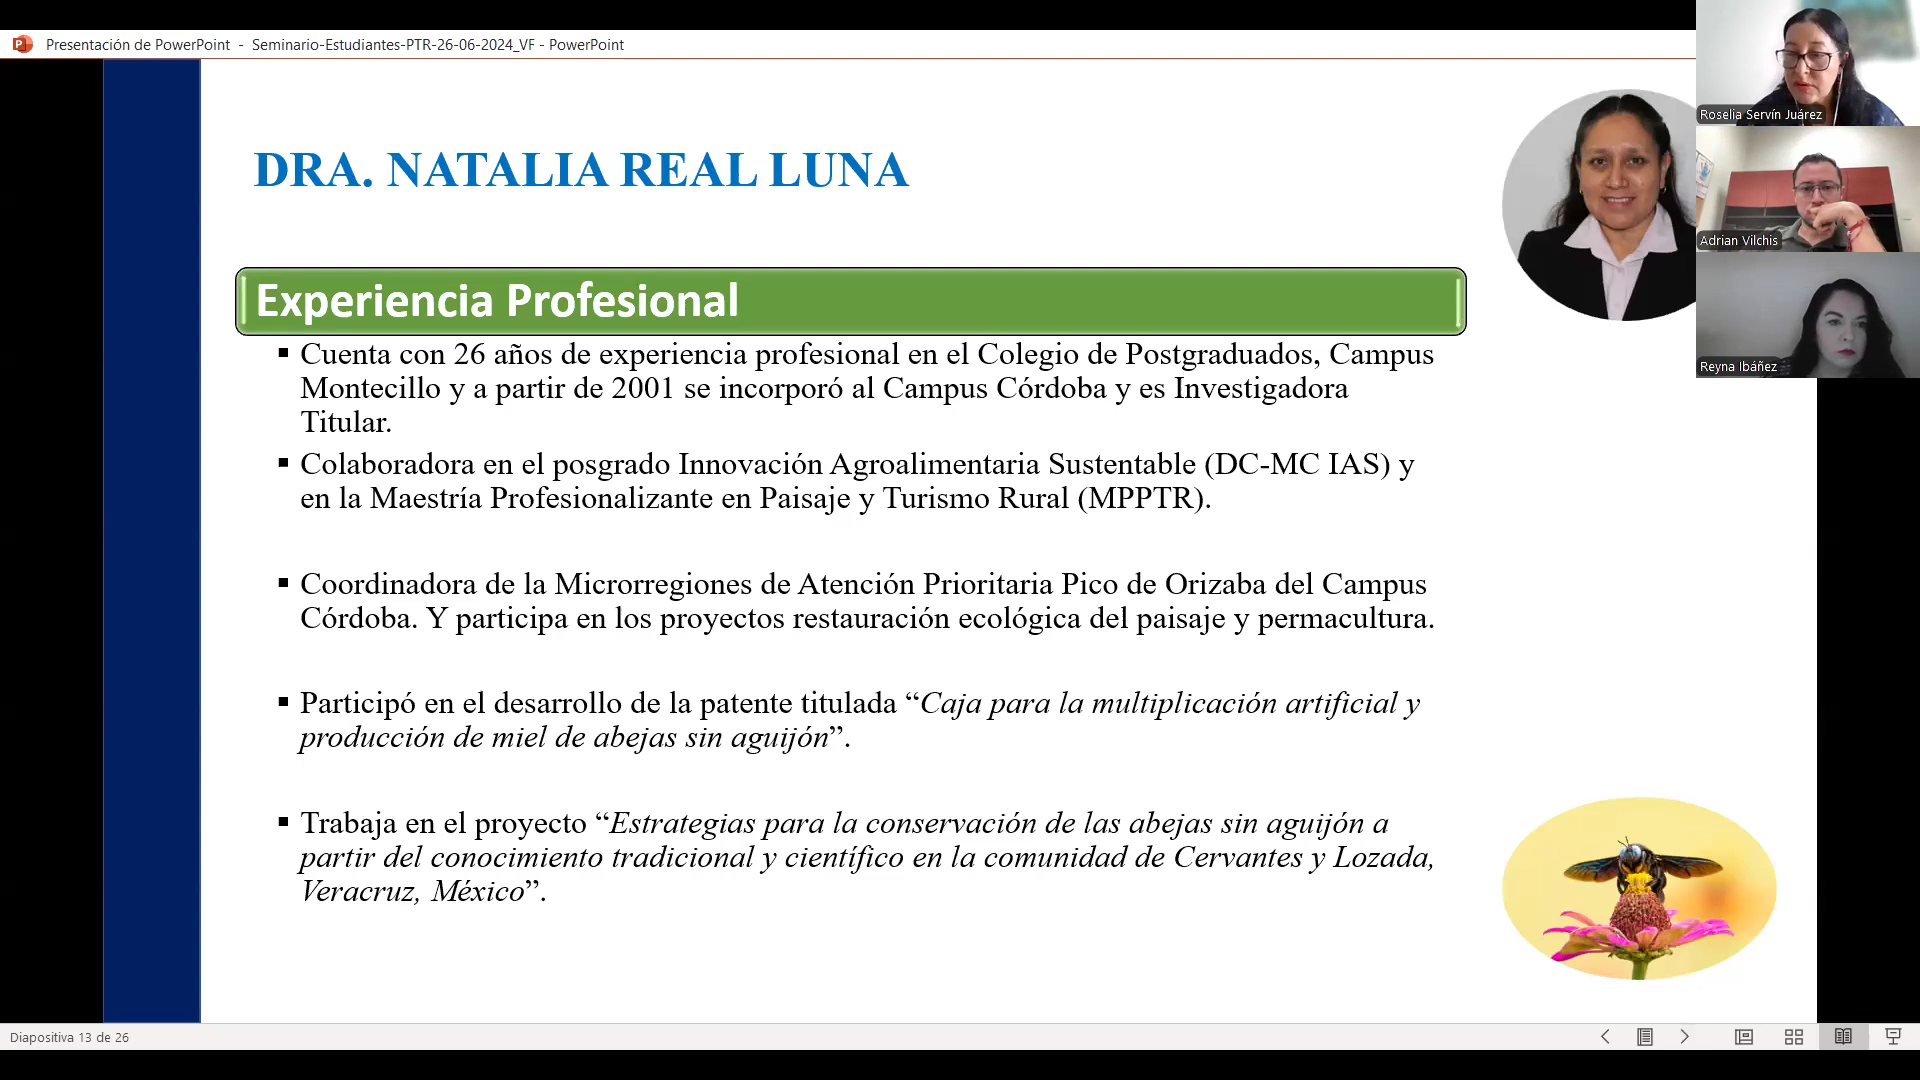 Presentación de PowerPoint - Seminario-Estudiantes-PTR-26-06-2024_VF - PowerPoint
Roselia Servín Juárez
DRA. NATALIA REAL LUNA
Adrian Vilchis
Experiencia Profesional
Reyna Ibáñez
▪ Cuenta con 26 años de experiencia profesional en el Colegio de Postgraduados, Campus
Montecillo y a partir de 2001 se incorporó al Campus Córdoba y es Investigadora
Titular.
▪ Colaboradora en el posgrado Innovación Agroalimentaria Sustentable (DC-MC IAS) y
en la Maestría Profesionalizante en Paisaje y Turismo Rural (MPPTR).
▪ Coordinadora de la Microrregiones de Atención Prioritaria Pico de Orizaba del Campus
Córdoba. Y participa en los proyectos restauración ecológica del paisaje y permacultura.
▪ Participó en el desarrollo de la patente titulada “Caja para la multiplicación artificial y
producción de miel de abejas sin aguijón”.
▪ Trabaja en el proyecto “Estrategias para la conservación de las abejas sin aguijón a
partir del conocimiento tradicional y científico en la comunidad de Cervantes y Lozada,
Veracruz, México”.
Diapositiva 13 de 26